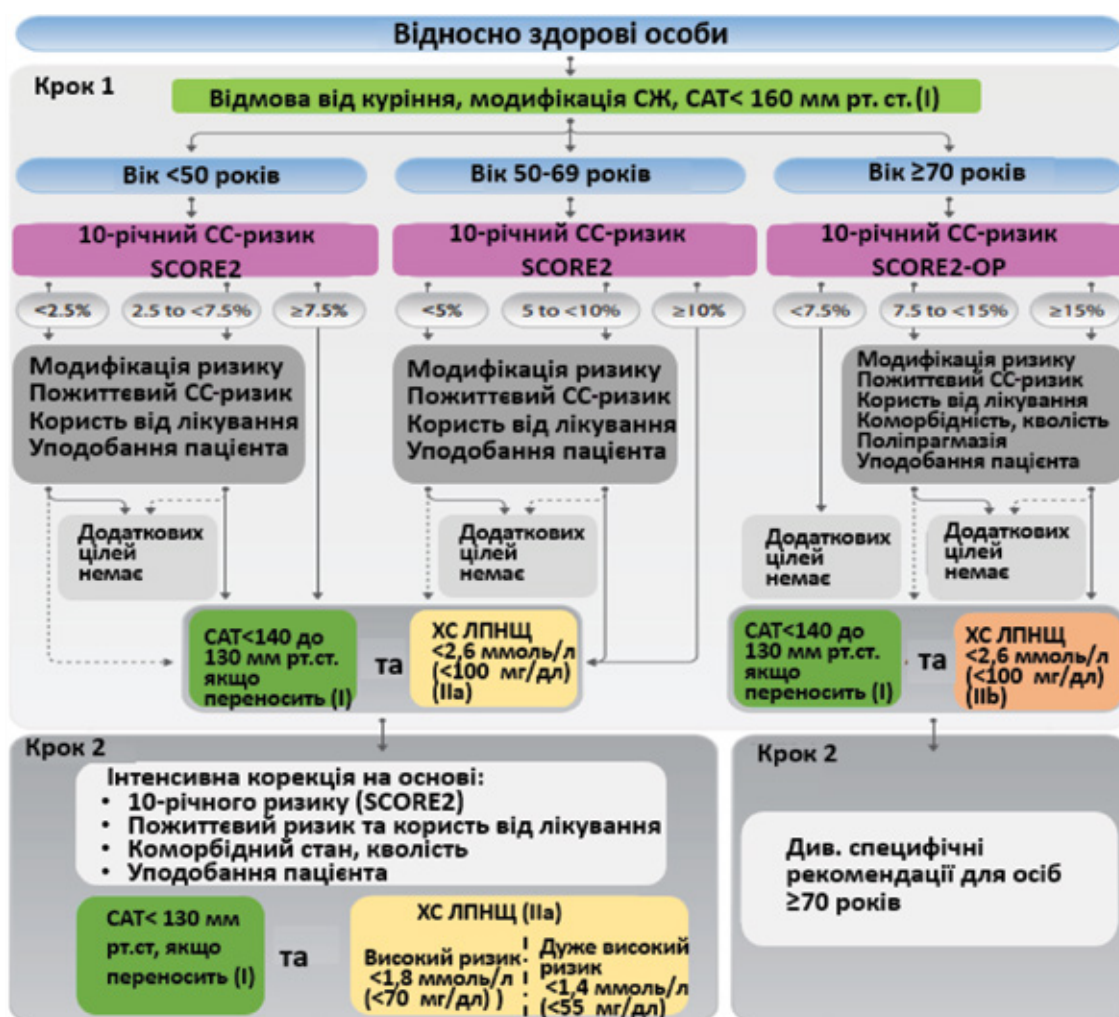 Відносно здорові особи
Крок 1
Відмова від куріння, модифікація СЖ, САТ< 160 мм рт. ст. (I)
Вік <50 років
Вік 50-69 років
Вік ≥70 років
10-річний СС-ризик
SCORE2
10-річний СС-ризик
SCORE2
10-річний СС-ризик
SCORE2-OP
<2.5%
2.5 to <7.5%
≥7.5%
<5%
5 to <10%
≥10%
<7.5%
7.5 to <15%
≥15%
Модифікація ризику
Пожиттєвий СС-ризик
Користь від лікування
Уподобання пацієнта
Модифікація ризику
Пожиттєвий СС-ризик
Користь від лікування
Уподобання пацієнта
Модифікація ризику
Пожиттєвий СС-ризик
Користь від лікування
Коморбідність, кволість
Поліпрагмазія
Уподобання пацієнта
Додаткових
цілей
немає
Додаткових
цілей
немає
Додаткових
цілей
немає
Додаткових
цілей
немає
САТ<140 до
130 мм рт.ст.
якщо
переносить (I)
та
ХС ЛПНЩ
<2,6 ммоль/л
(<100 мг/дл)
(IIa)
САТ<140 до
130 мм рт.ст.
якщо
переносить (I)
та
ХС ЛПНЩ
<2,6 ммоль/л
(<100 мг/дл)
(IIb)
Крок 2
Інтенсивна корекція на основі:
• 10-річного ризику (SCORE2)
• Пожиттєвий ризик та користь від лікування
• Коморбідний стан, кволість
• Уподобання пацієнта
САТ< 130 мм
рт.ст, якщо
переносить (I)
та
ХС ЛПНЩ (IIa)
Високий ризик
<1,8 ммоль/л
(<70 мг/дл) )
Дуже високий
ризик
<1,4 ммоль/л
(<55 мг/дл)
Крок 2
Див. специфічні
рекомендації для осіб
≥70 років